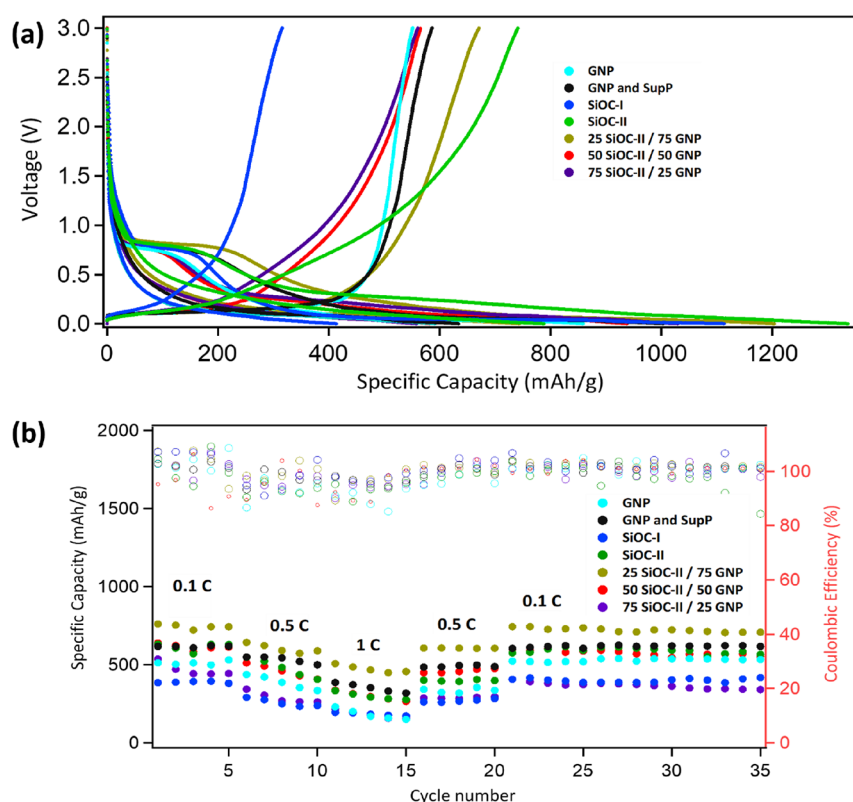 (a)
3.0
2.5
2.0
1.5
1.0
0.5
0.0
Voltage (V)
0
200
400
600
800
1000
1200
Specific Capacity (mAh/g)
GNP
GNP and SupP
SiOC-I
SiOC-II
25 SiOC-II / 75 GNP
50 SiOC-II / 50 GNP
75 SiOC-II / 25 GNP
(b)
2000
1500
1000
500
0
Specific Capacity (mAh/g)
0.1 C
0.5 C
1 C
0.5 C
0.1 C
GNP
GNP and SupP
SiOC-I
SiOC-II
25 SiOC-II / 75 GNP
50 SiOC-II / 50 GNP
75 SiOC-II / 25 GNP
100
80
60
40
20
0
Coulombic Efficiency (%)
5
10
15
20
25
30
35
Cycle number